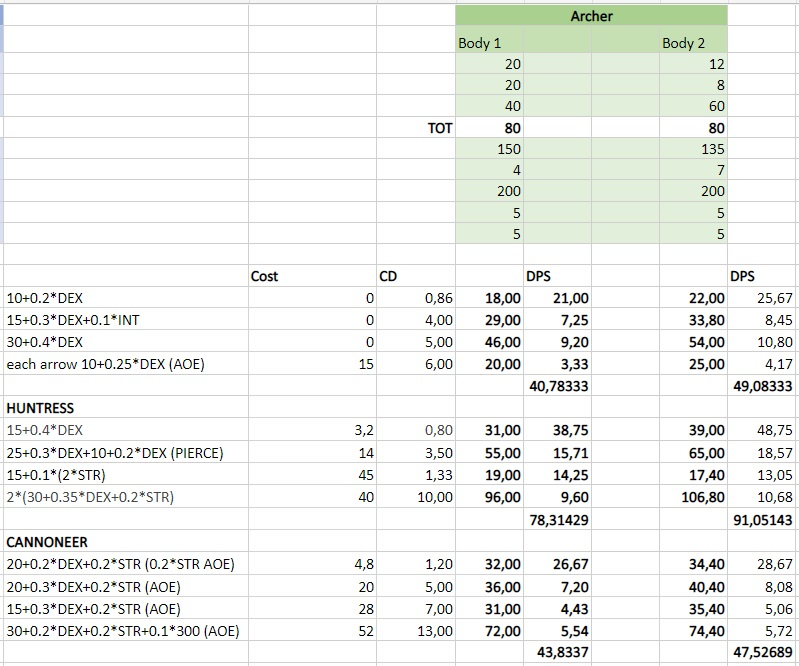 Archer
Body 1 Body 2
20 12
20 8
40 60
TOT 80 80
150 135
4 7
200 200
5 5
5 5
Cost CD DPS DPS
10+0.2*DEX 0 0,86 18,00 21,00 22,00 25,67
15+0.3*DEX+0.1*INT 0 4,00 29,00 7,25 33,80 8,45
30+0.4*DEX 0 5,00 46,00 9,20 54,00 10,80
each arrow 10+0.25*DEX (AOE) 15 6,00 20,00 3,33 25,00 4,17
40,78333 49,08333
HUNTRESS
15+0.4*DEX 3,2 0,80 31,00 38,75 39,00 48,75
25+0.3*DEX+10+0.2*DEX (PIERCE) 14 3,50 55,00 15,71 65,00 18,57
15+0.1*(2*STR) 45 1,33 19,00 14,25 17,40 13,05
2*(30+0.35*DEX+0.2*STR) 40 10,00 96,00 9,60 106,80 10,68
78,31429 91,05143
CANNONEER
20+0.2*DEX+0.2*STR (0.2*STR AOE) 4,8 1,20 32,00 26,67 34,40 28,67
20+0.3*DEX+0.2*STR (AOE) 20 5,00 36,00 7,20 40,40 8,08
15+0.3*DEX+0.2*STR (AOE) 28 7,00 31,00 4,43 35,40 5,06
30+0.2*DEX+0.2*STR+0.1*300 (AOE) 52 13,00 72,00 5,54 74,40 5,72
43,8337 47,52689